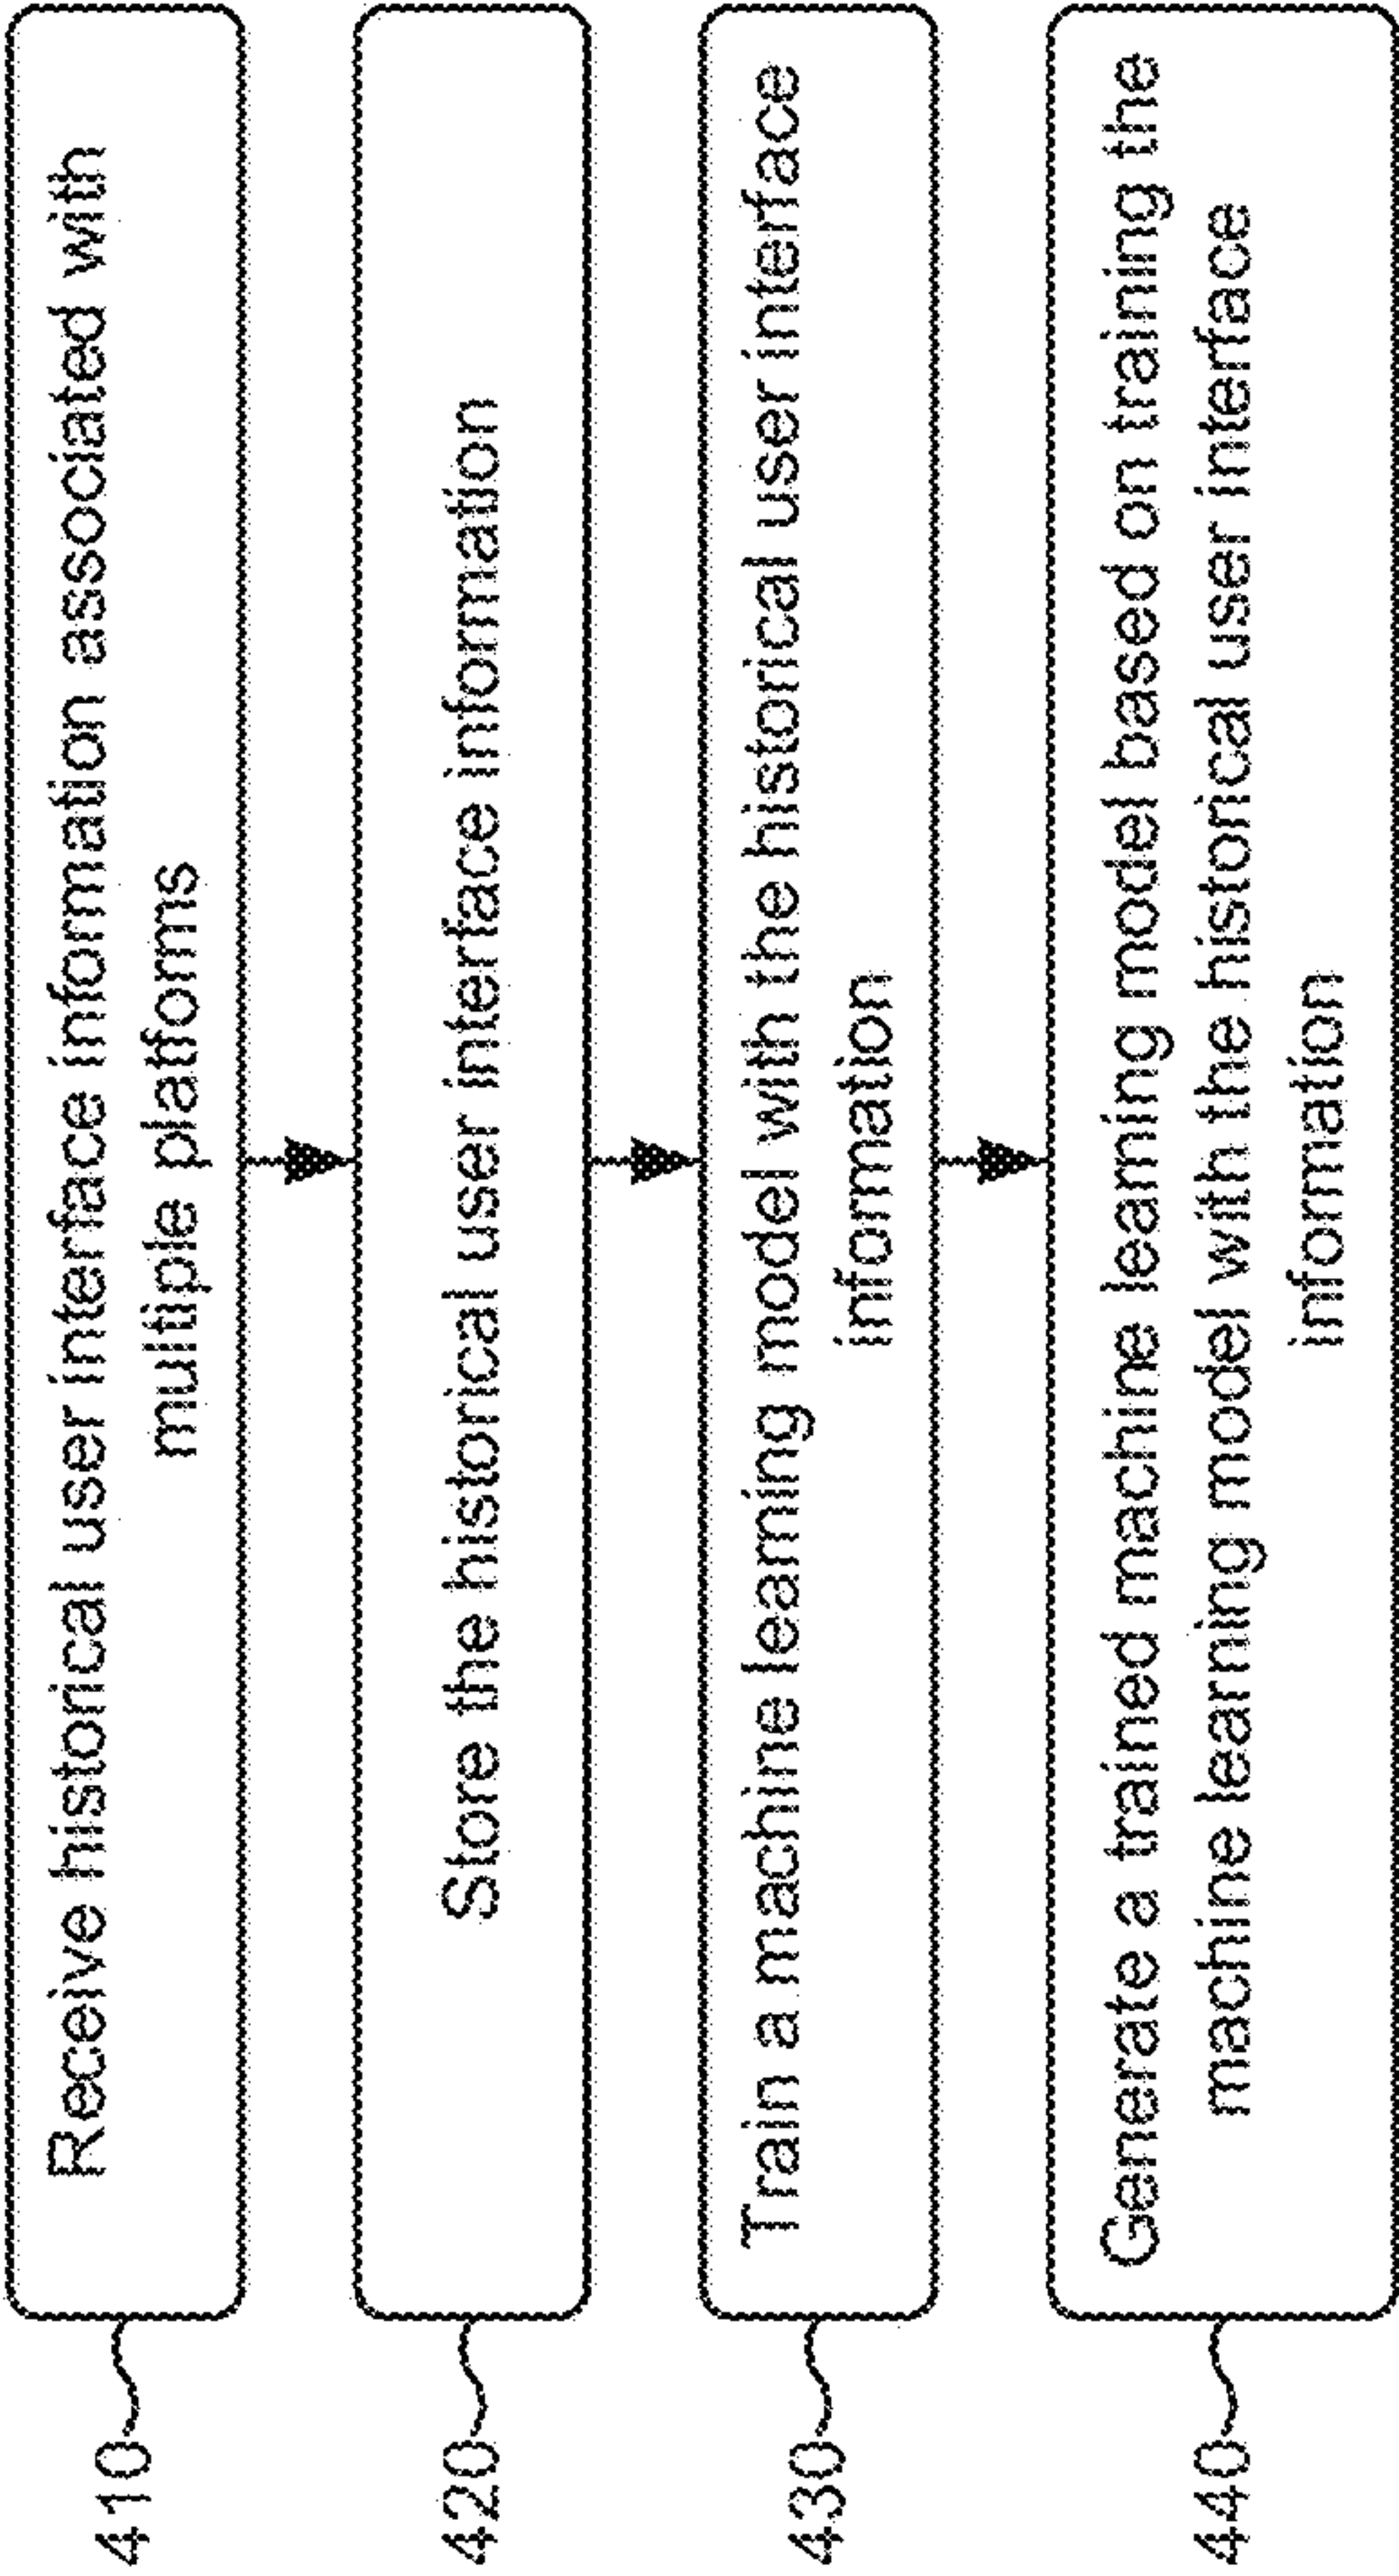 410
Receive historical user interface information associated with
multiple platforms
420
Store the historical user interface information
430
Train a machine learning model with the historical user interface
information
440
Generate a trained machine learning model based on training the
machine learning model with the historical user interface
information